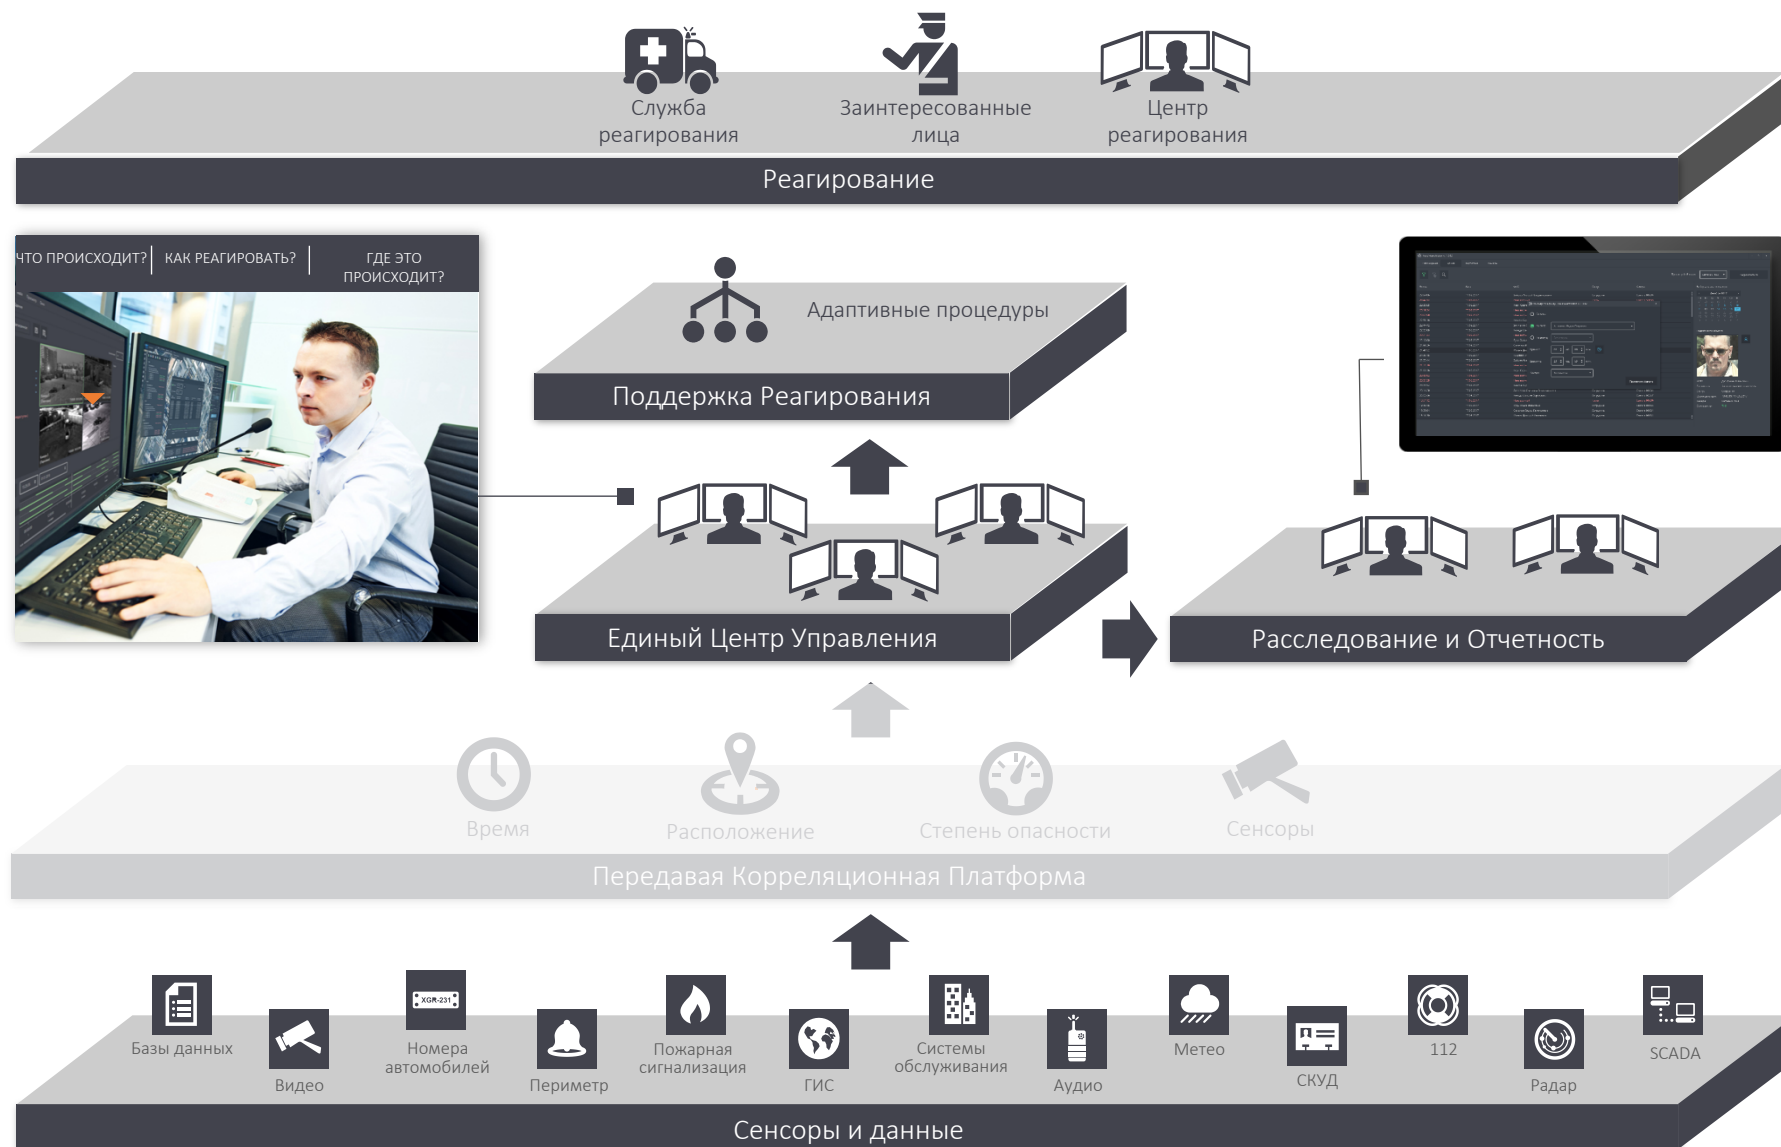 Служба
реагирования
Заинтересованные
лица
Центр
реагирования
Реагирование
ЧТО ПРОИСХОДИТ?
КАК РЕАГИРОВАТЬ?
ГДЕ ЭТО
ПРОИСХОДИТ?
Адаптивные процедуры
Поддержка Реагирования
Единый Центр Управления
Расследование и Отчетность
Время
Расположение
Степень опасности
Сенсоры
Передавая Корреляционная Платформа
XGR-231
Базы данных
Видео
Номера
автомобилей
Периметр
Пожарная
сигнализация
ГИС
Системы
обслуживания
Аудио
Метео
СКУД
112
Радар
SCADA
Сенсоры и данные